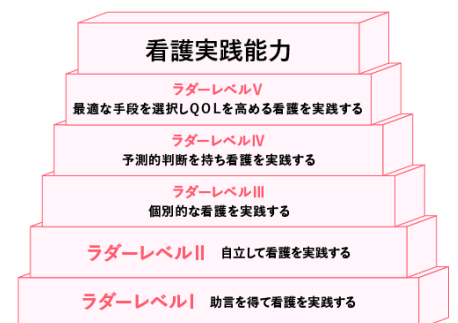 看護実践能力
ラダーレベルⅤ
最適な手段を選択しQOLを高める看護を実践する
ラダーレベルⅣ
予測的判断を持ち看護を実践する
ラダーレベルⅢ
個別的な看護を実践する
ラダーレベルⅡ 自立して看護を実践する
ラダーレベルⅠ 助言を得て看護を実践する